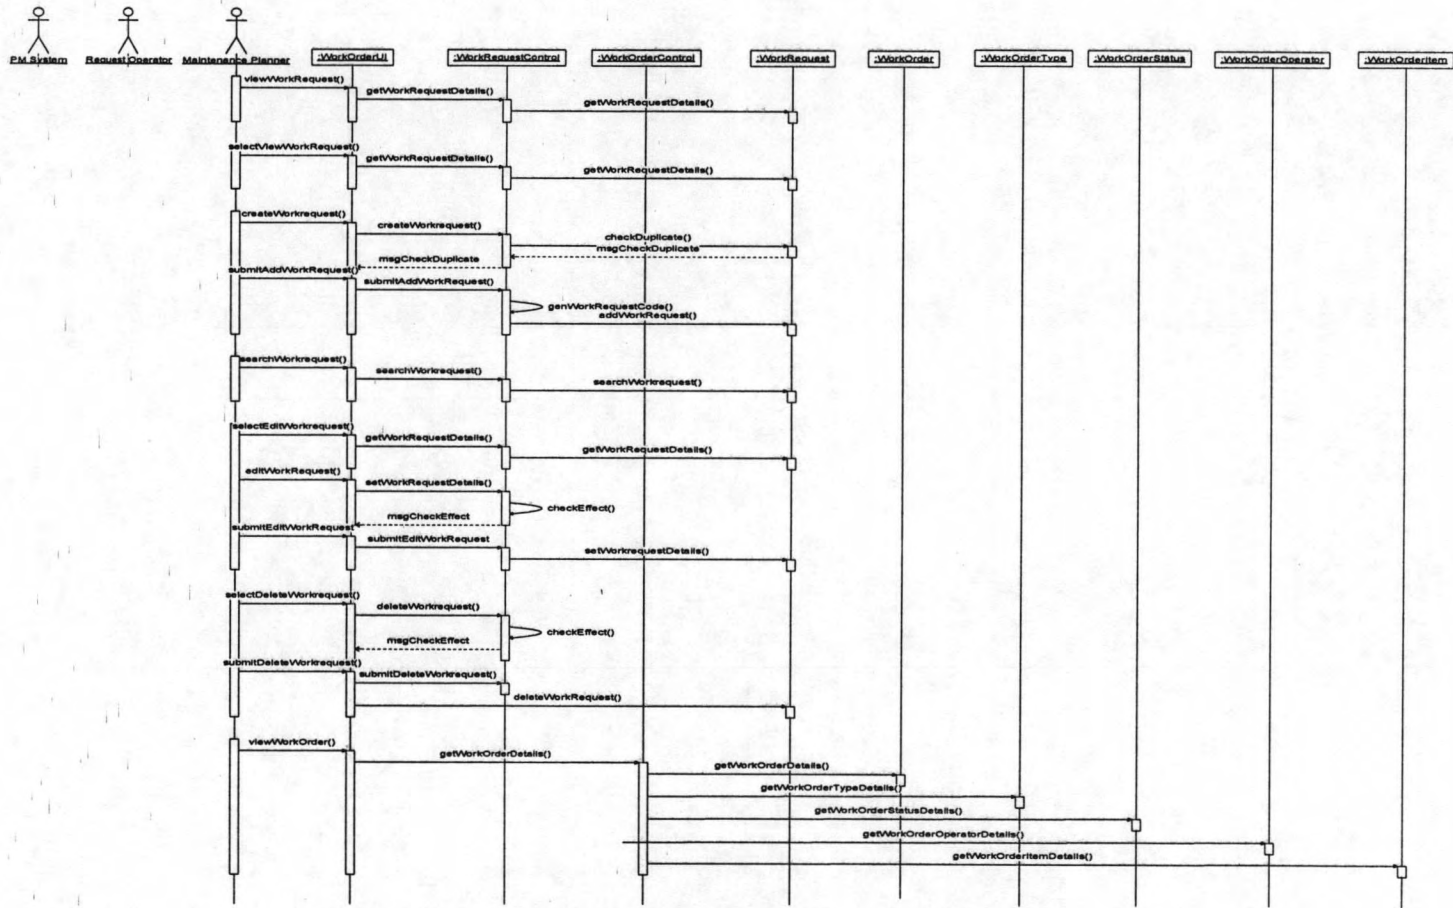 PM System
Request Operator
Maintenance Planner
:WorkOrderUI
:WorkRequestControl
:WorkOrderControl
:WorkRequest
:WorkOrder
:WorkOrderType
:WorkOrderStatus
:WorkOrderOperator
:WorkOrderItem
viewWorkRequest()
getWorkRequestDetails()
getWorkRequestDetails()
selectViewWorkRequest()
getWorkRequestDetails()
getWorkRequestDetails()
createWorkrequest()
createWorkrequest()
checkDuplicate()
msgCheckDuplicate
msgCheckDuplicate
submitAddWorkRequest()
submitAddWorkRequest()
genWorkRequestCode()
addWorkRequest()
searchWorkrequest()
searchWorkrequest()
searchWorkrequest()
selectEditWorkrequest()
getWorkRequestDetails()
getWorkRequestDetails()
editWorkRequest()
setWorkRequestDetails()
checkEffect()
msgCheckEffect
submitEditWorkRequest
submitEditWorkRequest
setWorkrequestDetails()
selectDeleteWorkrequest()
deleteWorkrequest()
checkEffect()
msgCheckEffect
submitDeleteWorkrequest()
submitDeleteWorkrequest()
deleteWorkRequest()
viewWorkOrder()
getWorkOrderDetails()
getWorkOrderDetails()
getWorkOrderTypeDetails()
getWorkOrderStatusDetails()
getWorkOrderOperatorDetails()
getWorkOrderItemDetails()